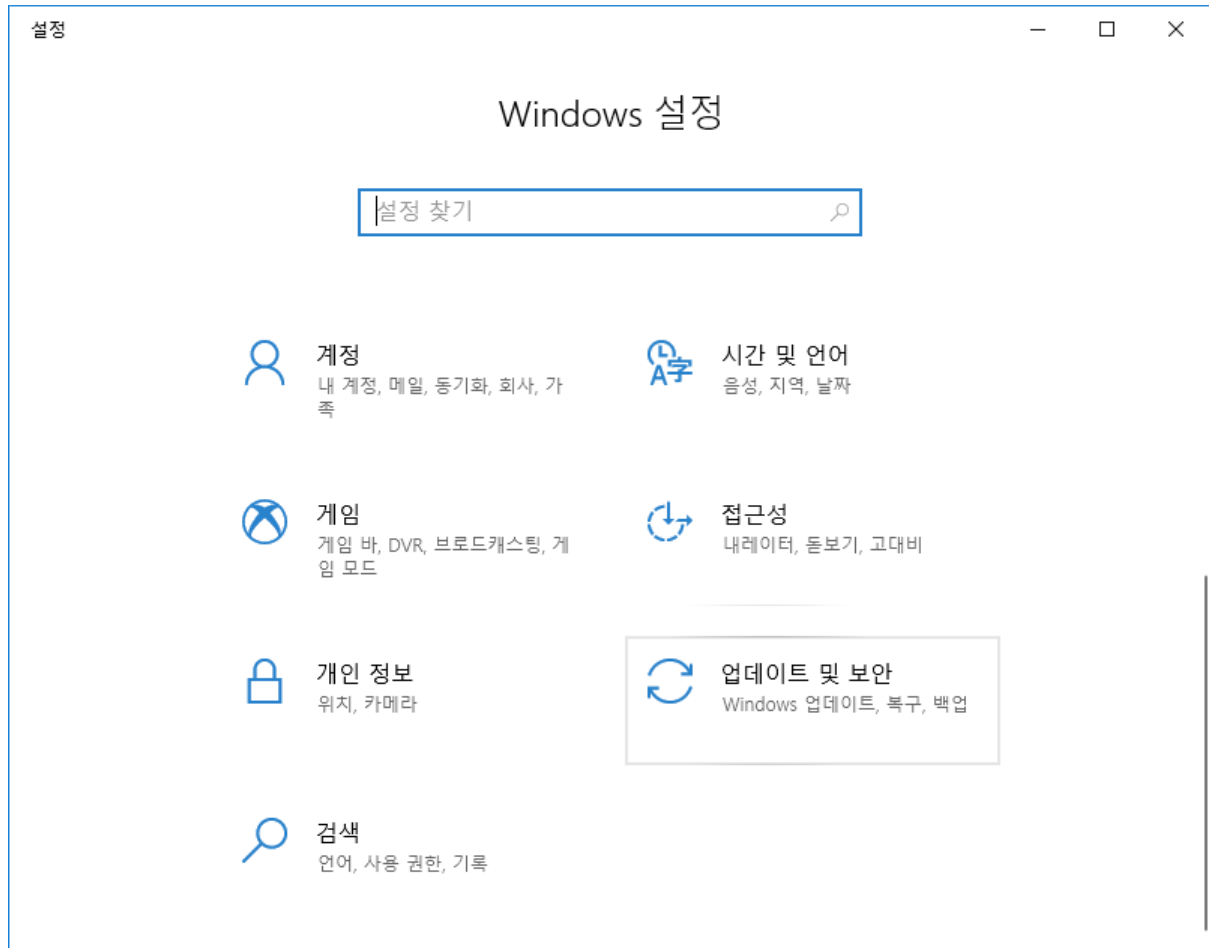 설정
Windows 설정
설정 찾기
계정
내 계정, 메일, 동기화, 회사, 가
족
시간 및 언어
음성, 지역, 날짜
게임
게임 바, DVR, 브로드캐스팅, 게
임 모드
접근성
내레이터, 돋보기, 고대비
개인 정보
위치, 카메라
업데이트 및 보안
Windows 업데이트, 복구, 백업
검색
언어, 사용 권한, 기록